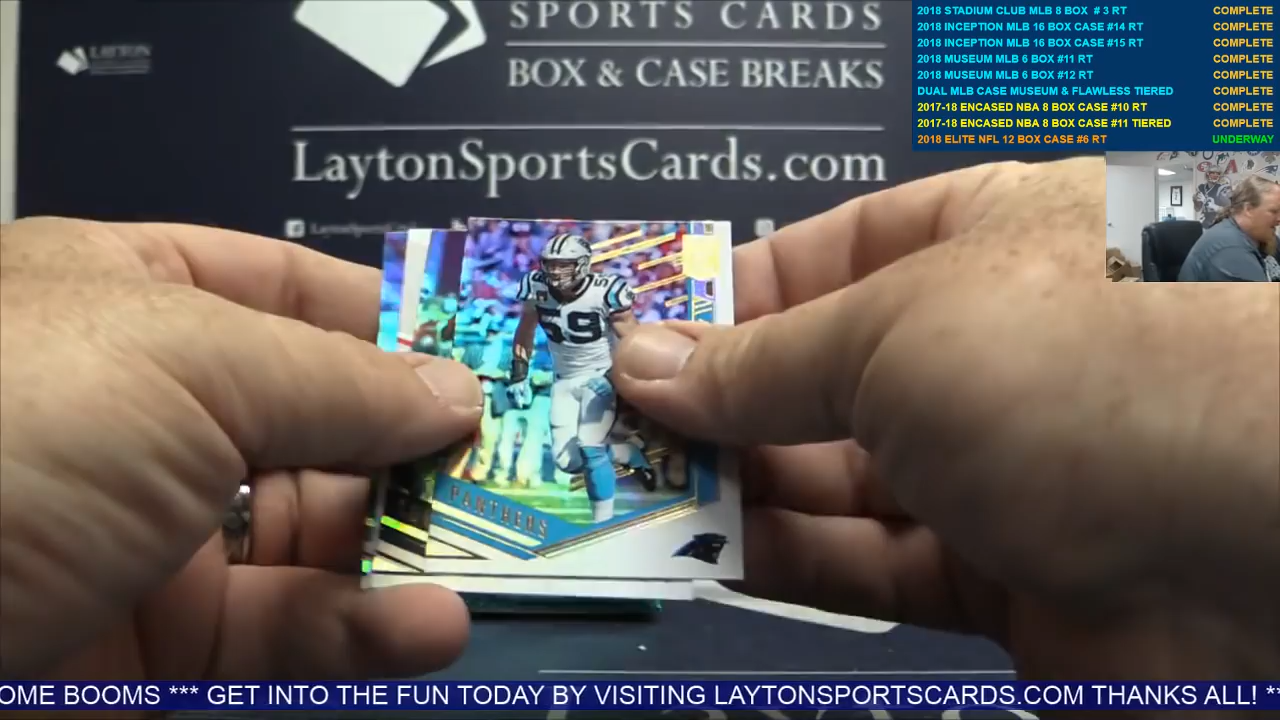 SPORTS CARDS
BOX & CASE BREAKS
LaytonSportsCards.com
LAYTON
2018 STADIUM CLUB MLB 8 BOX # 3 RT COMPLETE
2018 INCEPTION MLB 16 BOX CASE #14 RT COMPLETE
2018 INCEPTION MLB 16 BOX CASE #15 RT COMPLETE
2018 MUSEUM MLB 6 BOX #11 RT COMPLETE
2018 MUSEUM MLB 6 BOX #12 RT COMPLETE
DUAL MLB CASE MUSEUM & FLAWLESS TIERED COMPLETE
2017-18 ENCASED NBA 8 BOX CASE #10 RT COMPLETE
2017-18 ENCASED NBA 8 BOX CASE #11 TIERED COMPLETE
2018 ELITE NFL 12 BOX CASE #6 RT UNDERWAY
59
PANTHERS
OME BOOMS *** GET INTO THE FUN TODAY BY VISITING LAYTONSPORTSCARDS.COM THANKS ALL! **